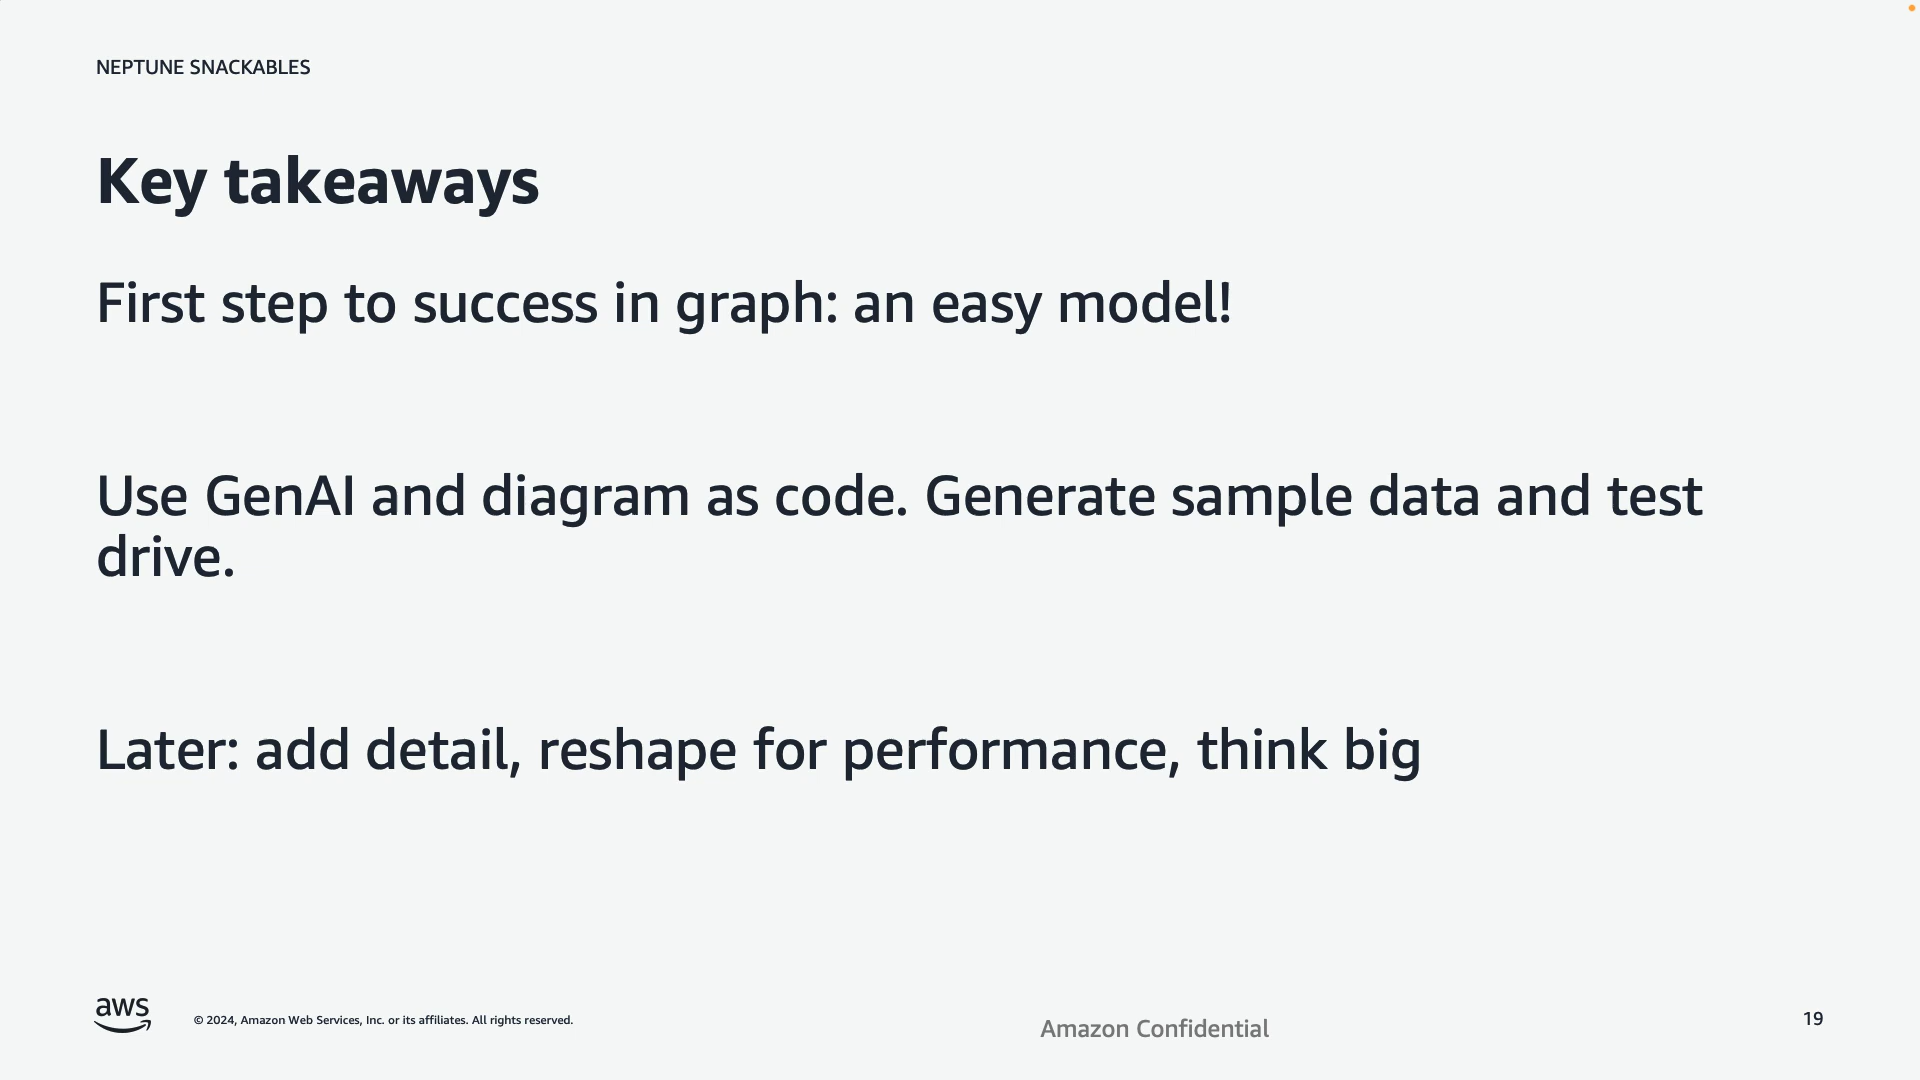 NEPTUNE SNACKABLES
Key takeaways
First step to success in graph: an easy model!
Use GenAI and diagram as code. Generate sample data and test
drive.
Later: add detail, reshape for performance, think big
aws
© 2024, Amazon Web Services, Inc. or its affiliates. All rights reserved.
Amazon Confidential
19